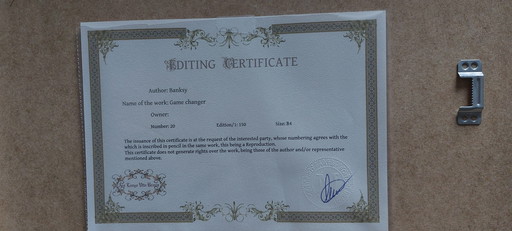 EDITING CERTIFICATE
Author: Banksy
Name of the work: Game changer
Owner:
Number: 20 Edition/1: 150 Size: B4
The issuance of this certificate is at the request of the interested party, whose numbering agrees with the
which is inscribed in pencil in the same work, this being a Reproduction.
This certificate does not generate rights over the work, being those of the author and/or representative
mentioned above.